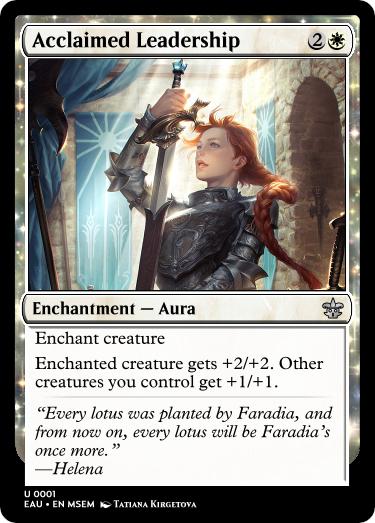 Acclaimed Leadership 2
Enchantment — Aura
Enchant creature
Enchanted creature gets +2/+2. Other
creatures you control get +1/+1.
“Every lotus was planted by Faradia, and
from now on, every lotus will be Faradia’s
once more.”
—Helena
U 0001
EAU • EN MSEM Tatiana Kirgetova